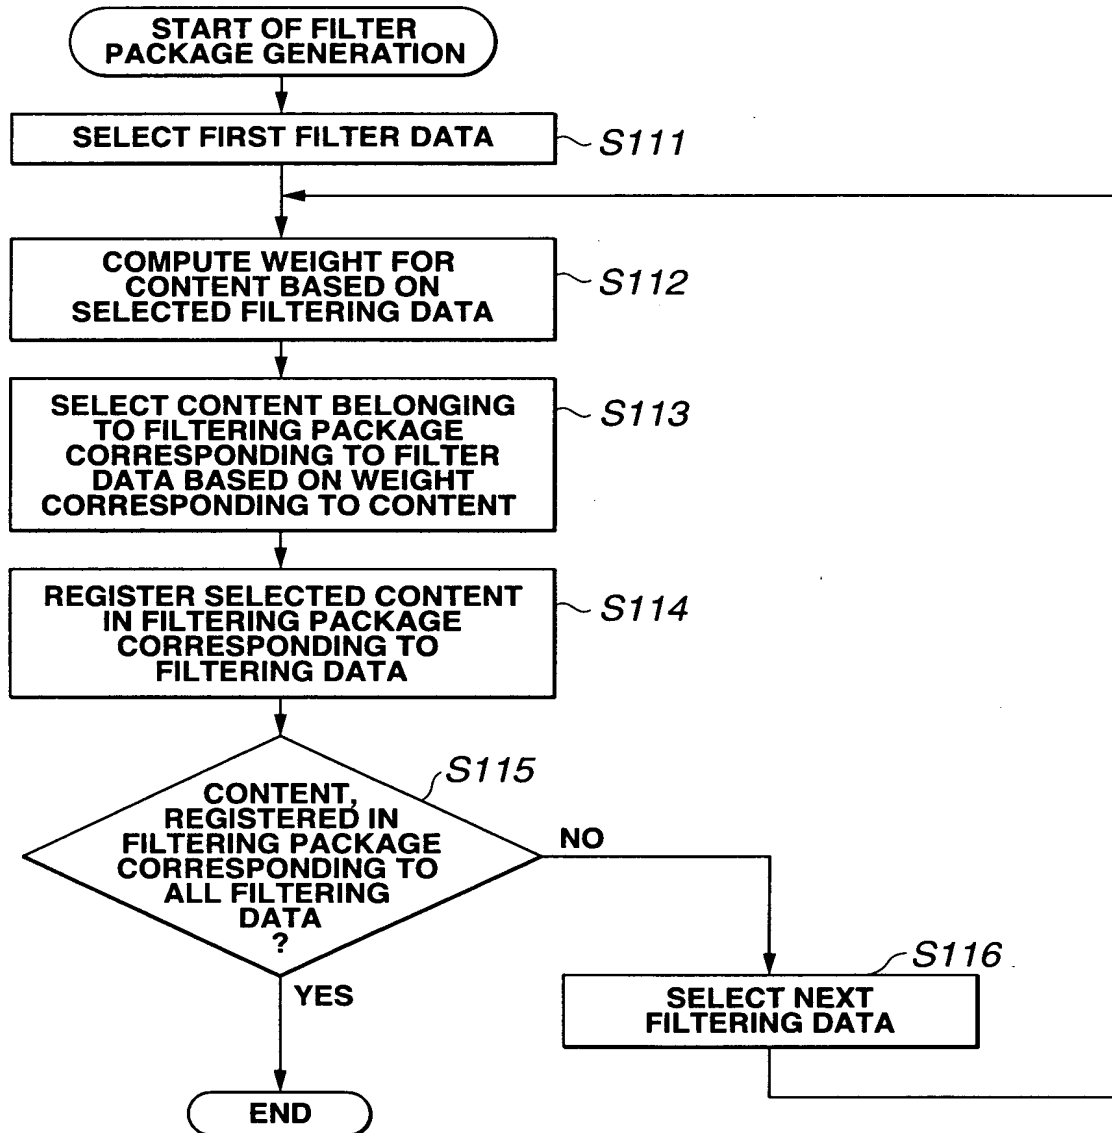 START OF FILTER
PACKAGE GENERATION
SELECT FIRST FILTER DATA
S111
COMPUTE WEIGHT FOR
CONTENT BASED ON
SELECTED FILTERING DATA
S112
SELECT CONTENT BELONGING
TO FILTERING PACKAGE
CORRESPONDING TO FILTER
DATA BASED ON WEIGHT
CORRESPONDING TO CONTENT
S113
REGISTER SELECTED CONTENT
IN FILTERING PACKAGE
CORRESPONDING TO
FILTERING DATA
S114
CONTENT,
REGISTERED IN
FILTERING PACKAGE
CORRESPONDING TO
ALL FILTERING
DATA
?
S115
NO
YES
S116
SELECT NEXT
FILTERING DATA
END